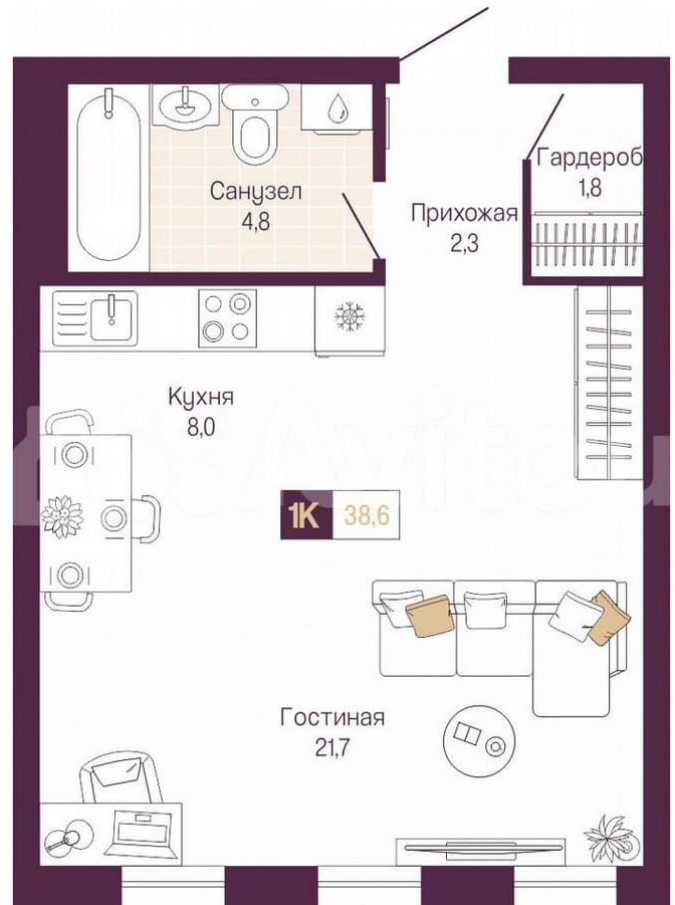 Гардероб
1,8
Санузел
4,8
Прихожая
2,3
Кухня
8,0
1К 38,6
Гостиная
21,7